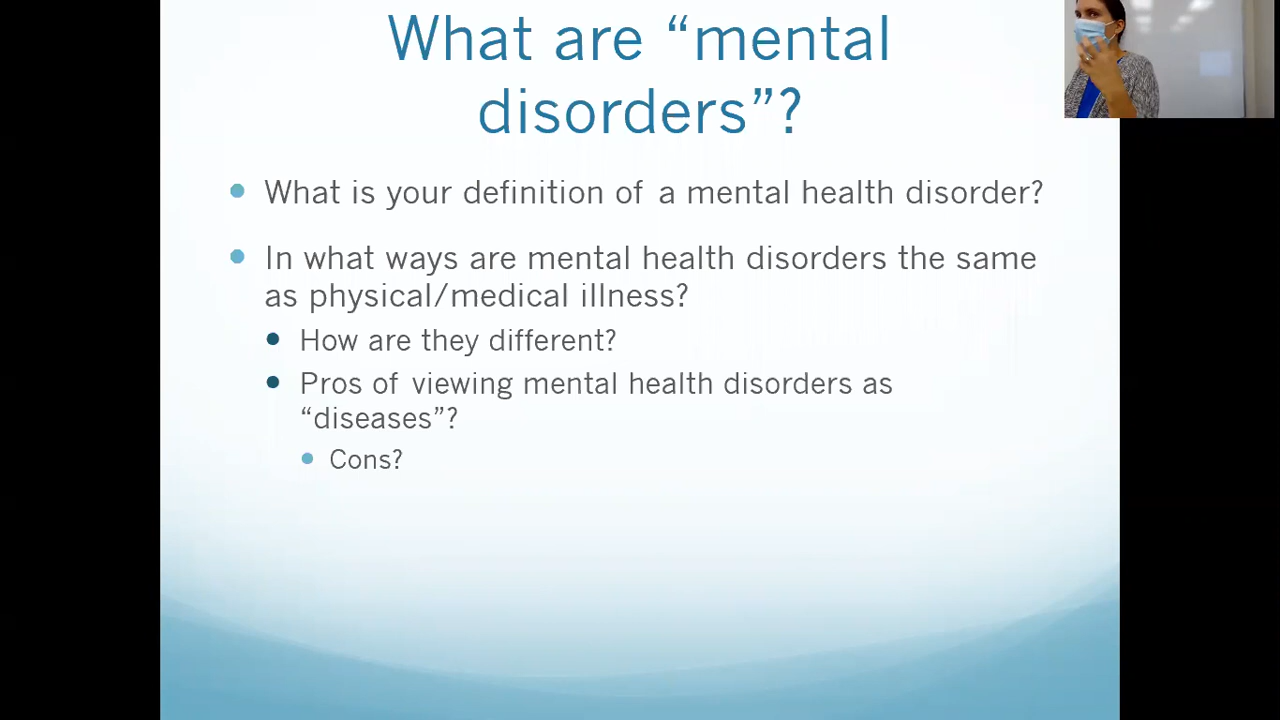 What are “mental
disorders”?
What is your definition of a mental health disorder?
In what ways are mental health disorders the same
as physical/medical illness?
How are they different?
Pros of viewing mental health disorders as
“diseases”?
Cons?